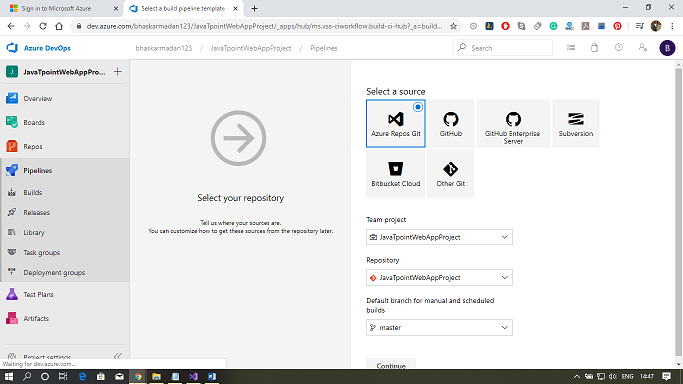 Sign in to Microsoft Azure
Select a build pipeline template
dev.azure.com/bhaskarmadan123/JavaTpointWebAppProject/_apps/hub/ms.vss-ciworkflow.build-ci-hub?_a=build...
Azure DevOps
bhaskarmadan123 / JavaTpointWebAppProject / Pipelines
Search
B
J JavaTpointWebAppPro...
Overview
Boards
Repos
Pipelines
Builds
Releases
Library
Task groups
Deployment groups
Test Plans
Artifacts
Project settings
Waiting for dev.azure.com...
Select your repository
Tell us where your sources are.
You can customize how to get these sources from the repository later.
Select a source
Azure Repos Git
GitHub
GitHub Enterprise
Server
Subversion
Bitbucket Cloud
Other Git
Team project
JavaTpointWebAppProject
Repository
JavaTpointWebAppProject
Default branch for manual and scheduled
builds
master
Continue
ENG
14:47